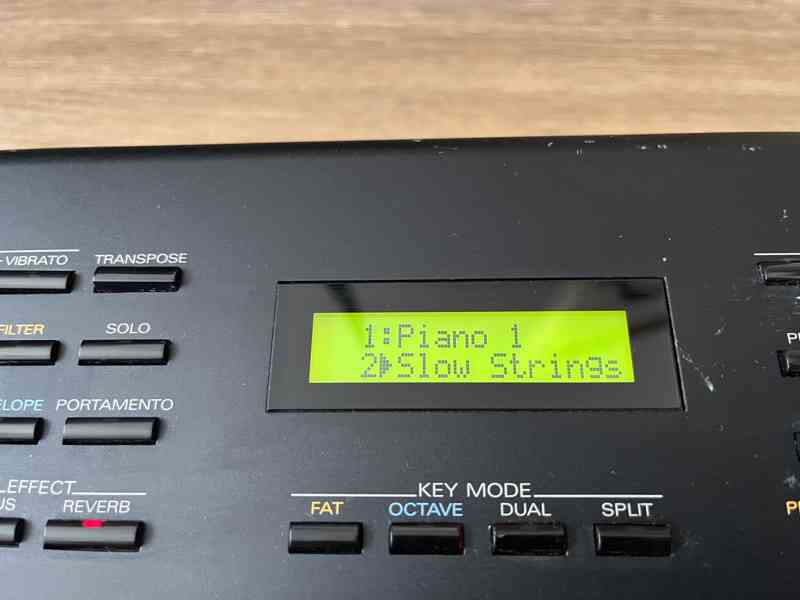 -VIBRATO
TRANSPOSE
1:Piano 1
2▶Slow Strings
FILTER
SOLO
PORTAMENTO
EFFECT
REVERB
KEY MODE
FAT
OCTAVE
DUAL
SPLIT